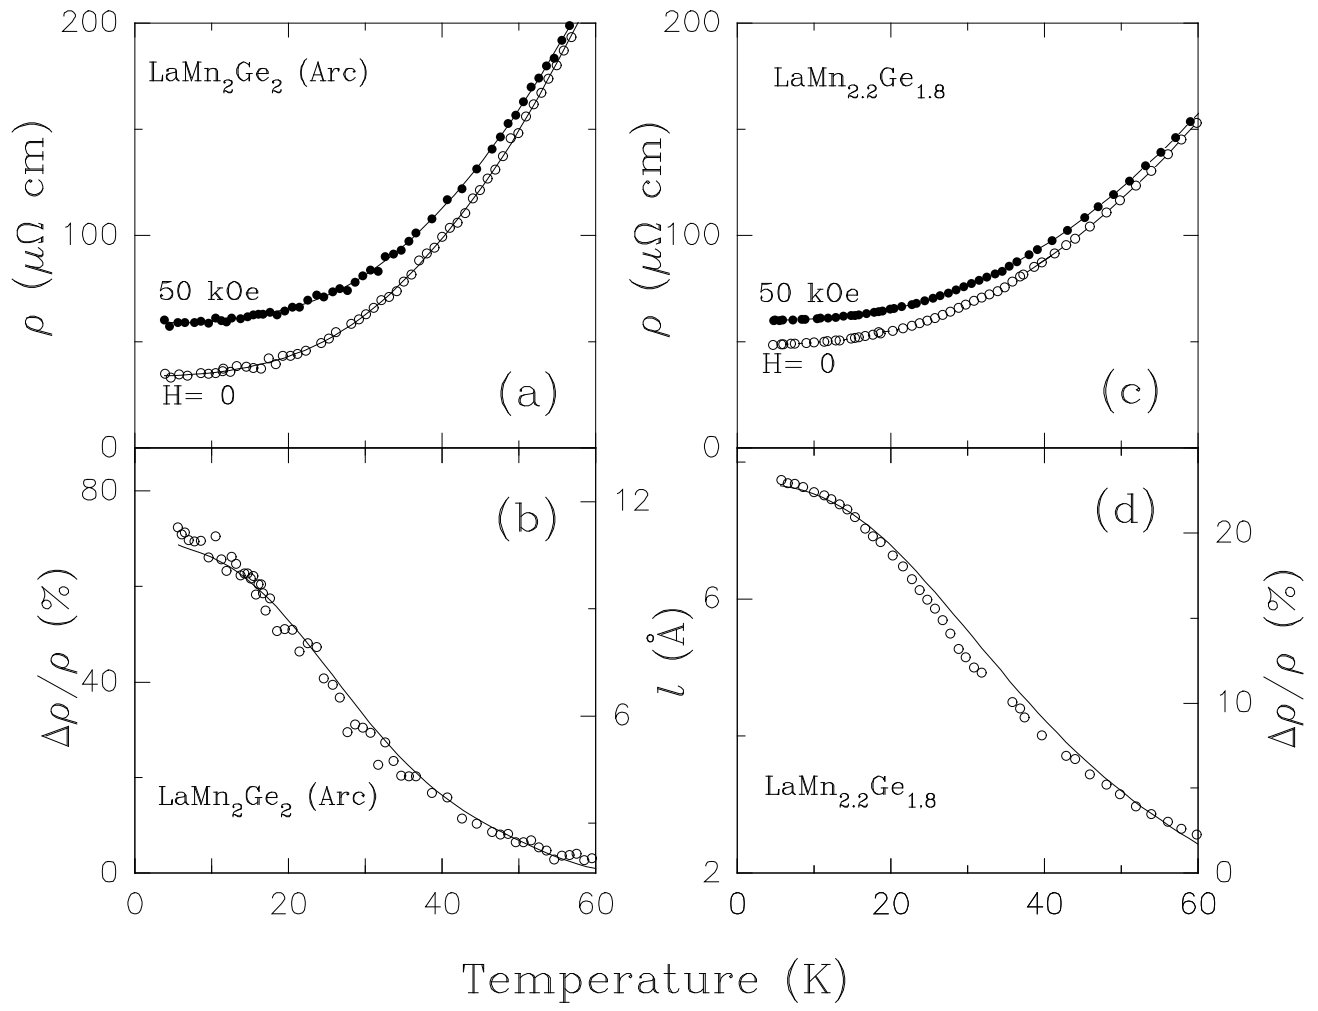 200
LaMn2Ge2 (Arc)
ρ (μΩ cm)
100
50 kOe
H= 0
(a)
0
200
LaMn2.2Ge1.8
ρ (μΩ cm)
100
50 kOe
H= 0
(c)
0
80
Δρ/ρ (%)
40
0
(b)
LaMn2Ge2 (Arc)
12
6
l (Å)
0 20 40 60
6
2
(d)
LaMn2.2Ge1.8
20
10
0
Δρ/ρ (%)
0 20 40 60
Temperature (K)